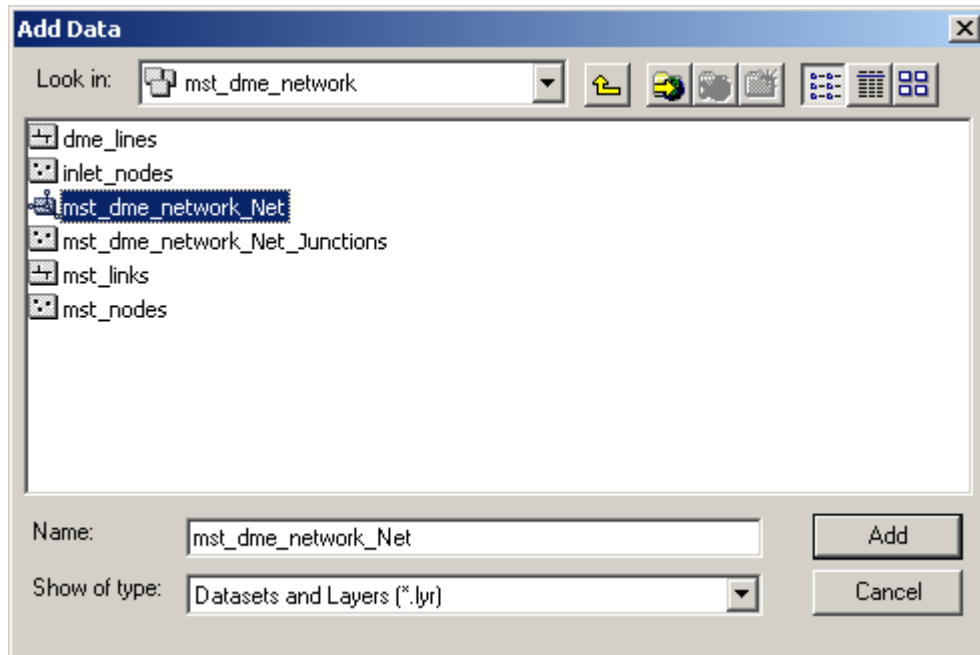 Add Data
Look in: mst_dme_network
dme_lines
inlet_nodes
mst_dme_network_Net
mst_dme_network_Net_Junctions
mst_links
mst_nodes
Name: mst_dme_network_Net Add
Show of type: Datasets and Layers (*.lyr) Cancel